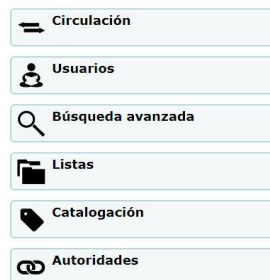 Circulación
Usuarios
Búsqueda avanzada
Listas
Catalogación
Autoridades